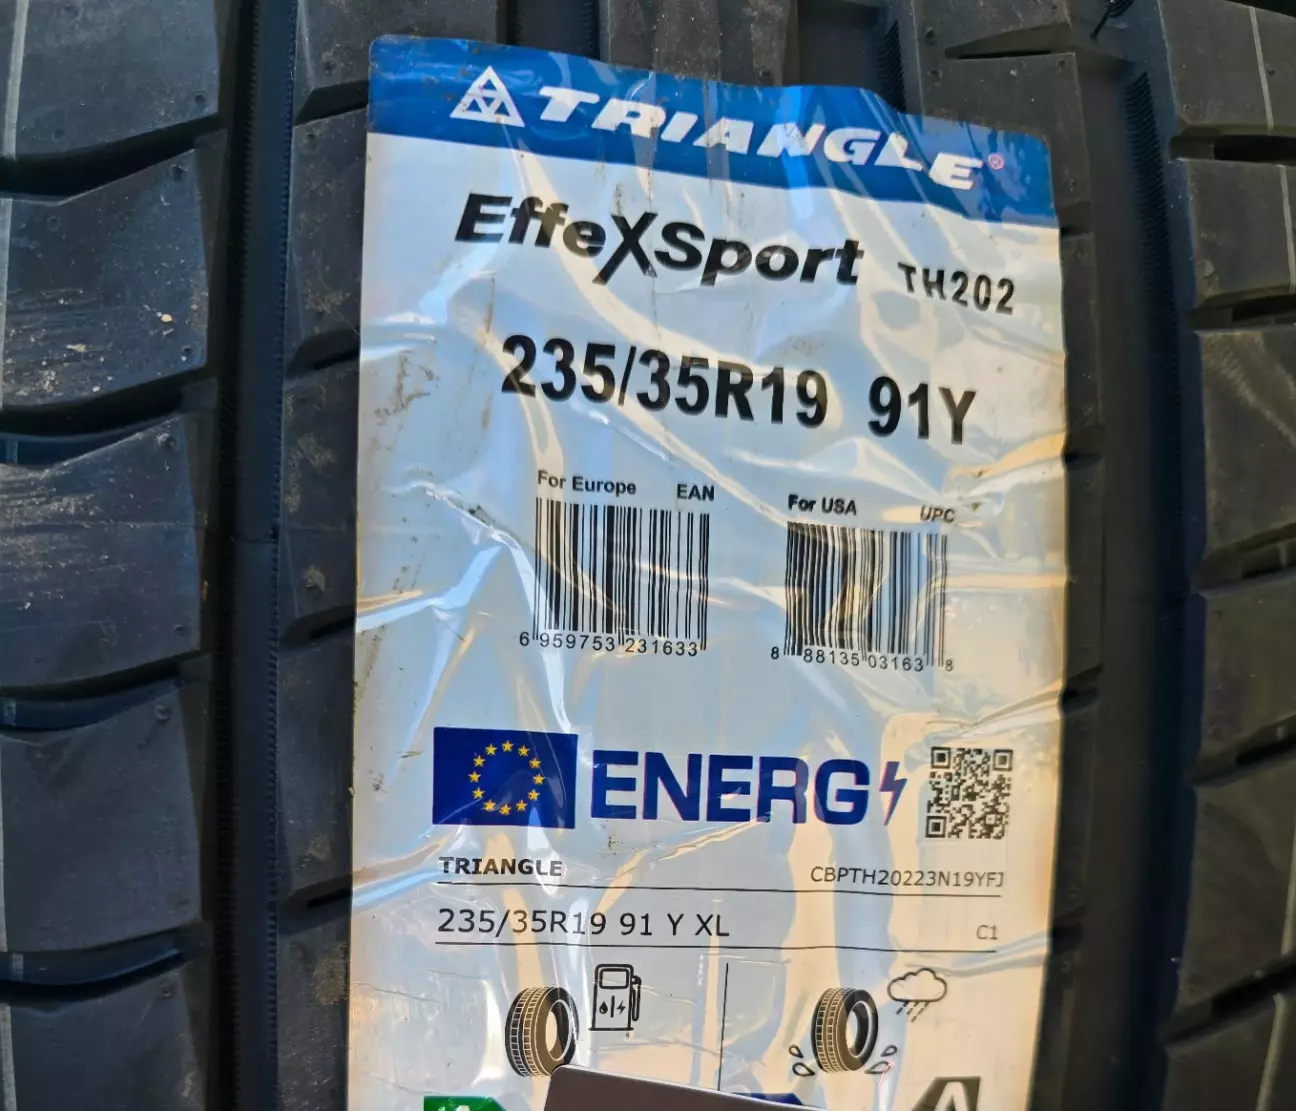 TRIANGLE®
EffeXSport TH202
235/35R19 91Y
For Europe EAN
For USA UPC
6 959753 231633
8 88135 03163 8
ENERG
TRIANGLE
CBPTH20223N19YFJ
235/35R19 91 Y XL
C1
A